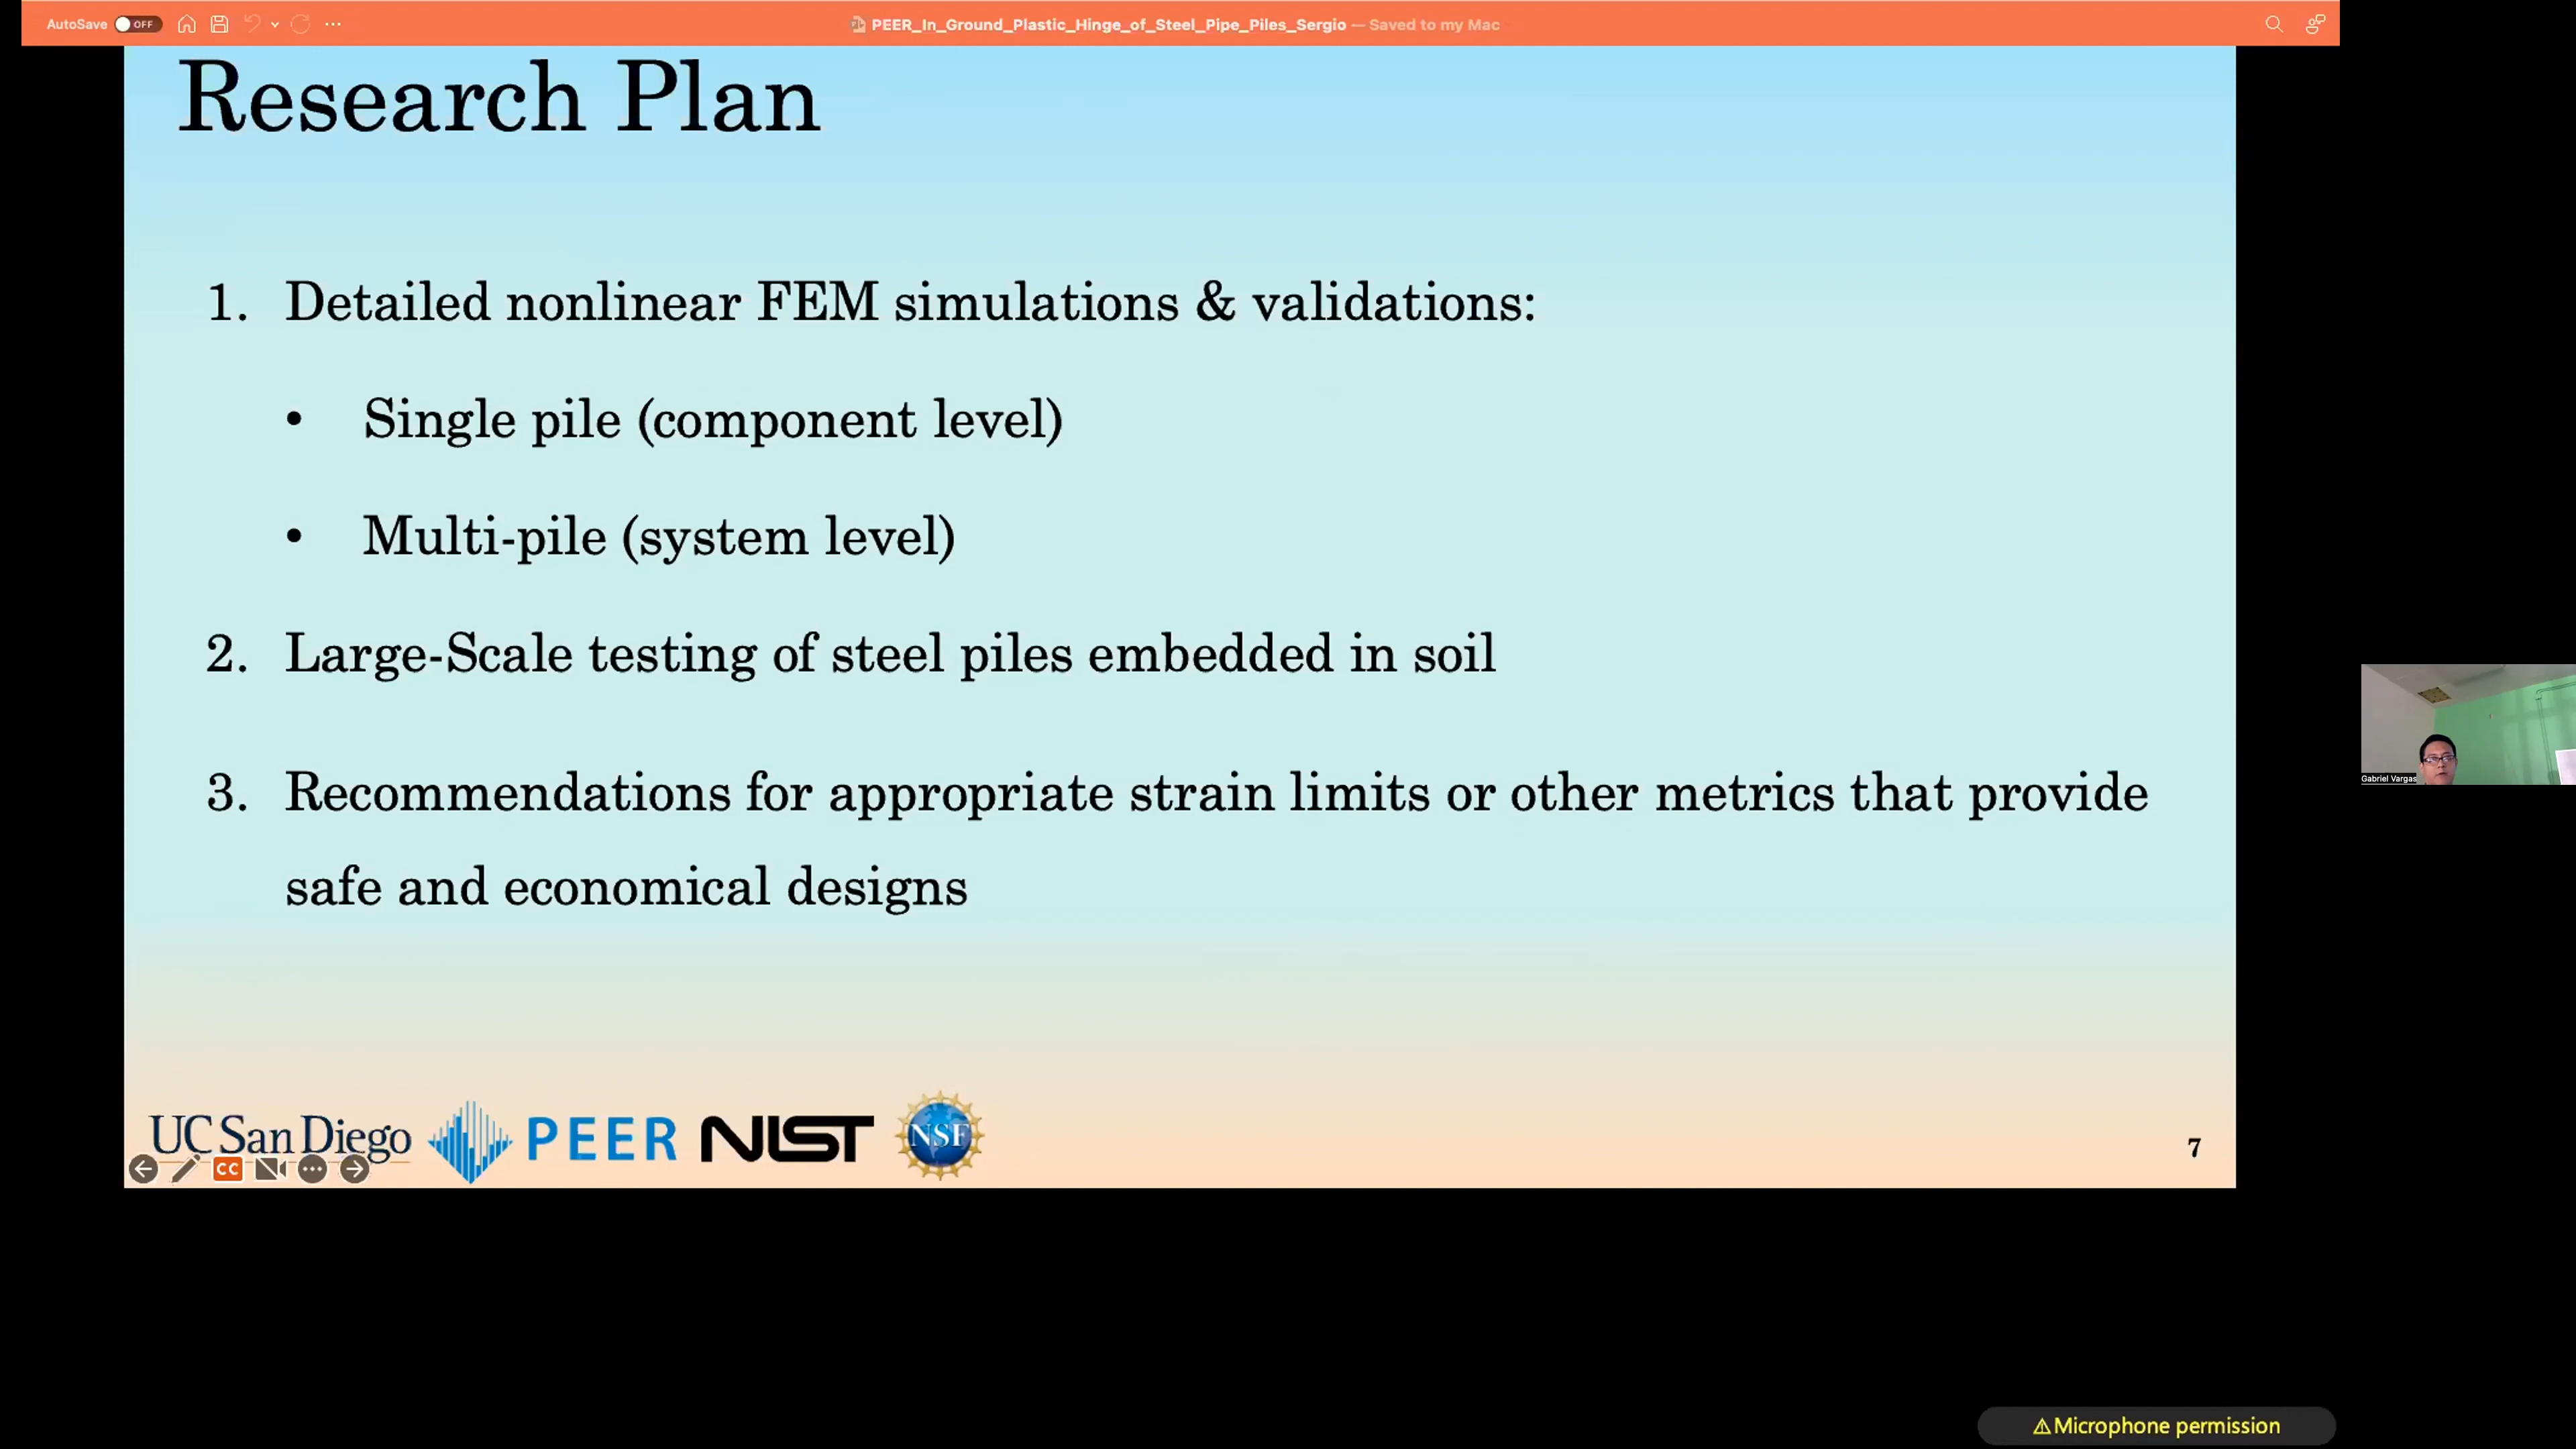 AutoSave OFF
PEER_In_Ground_Plastic_Hinge_of_Steel_Pipe_Piles_Sergio — Saved to my Mac
Research Plan
1. Detailed nonlinear FEM simulations & validations:
• Single pile (component level)
• Multi-pile (system level)
2. Large-Scale testing of steel piles embedded in soil
3. Recommendations for appropriate strain limits or other metrics that provide
safe and economical designs
Gabriel Vargas
UC San Diego PEER NIST NSF
7
CC
⚠Microphone permission